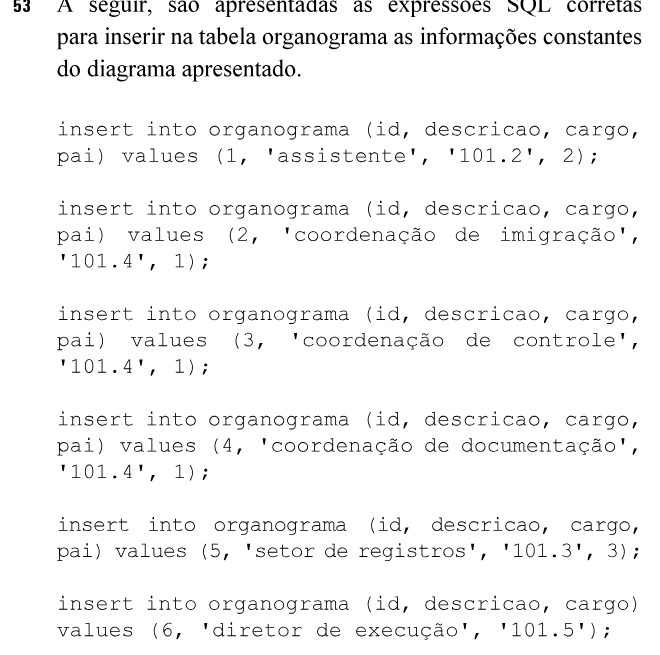 53 A seguir, são apresentadas as expressões SQL corretas
para inserir na tabela organograma as informações constantes
do diagrama apresentado.
insert into organograma (id, descricao, cargo,
pai) values (1, 'assistente', '101.2', 2);
insert into organograma (id, descricao, cargo,
pai) values (2, 'coordenação de imigração',
'101.4', 1);
insert into organograma (id, descricao, cargo,
pai) values (3, 'coordenação de controle',
'101.4', 1);
insert into organograma (id, descricao, cargo,
pai) values (4, 'coordenação de documentação',
'101.4', 1);
insert into organograma (id, descricao, cargo,
pai) values (5, 'setor de registros', '101.3', 3);
insert into organograma (id, descricao, cargo)
values (6, 'diretor de execução', '101.5');